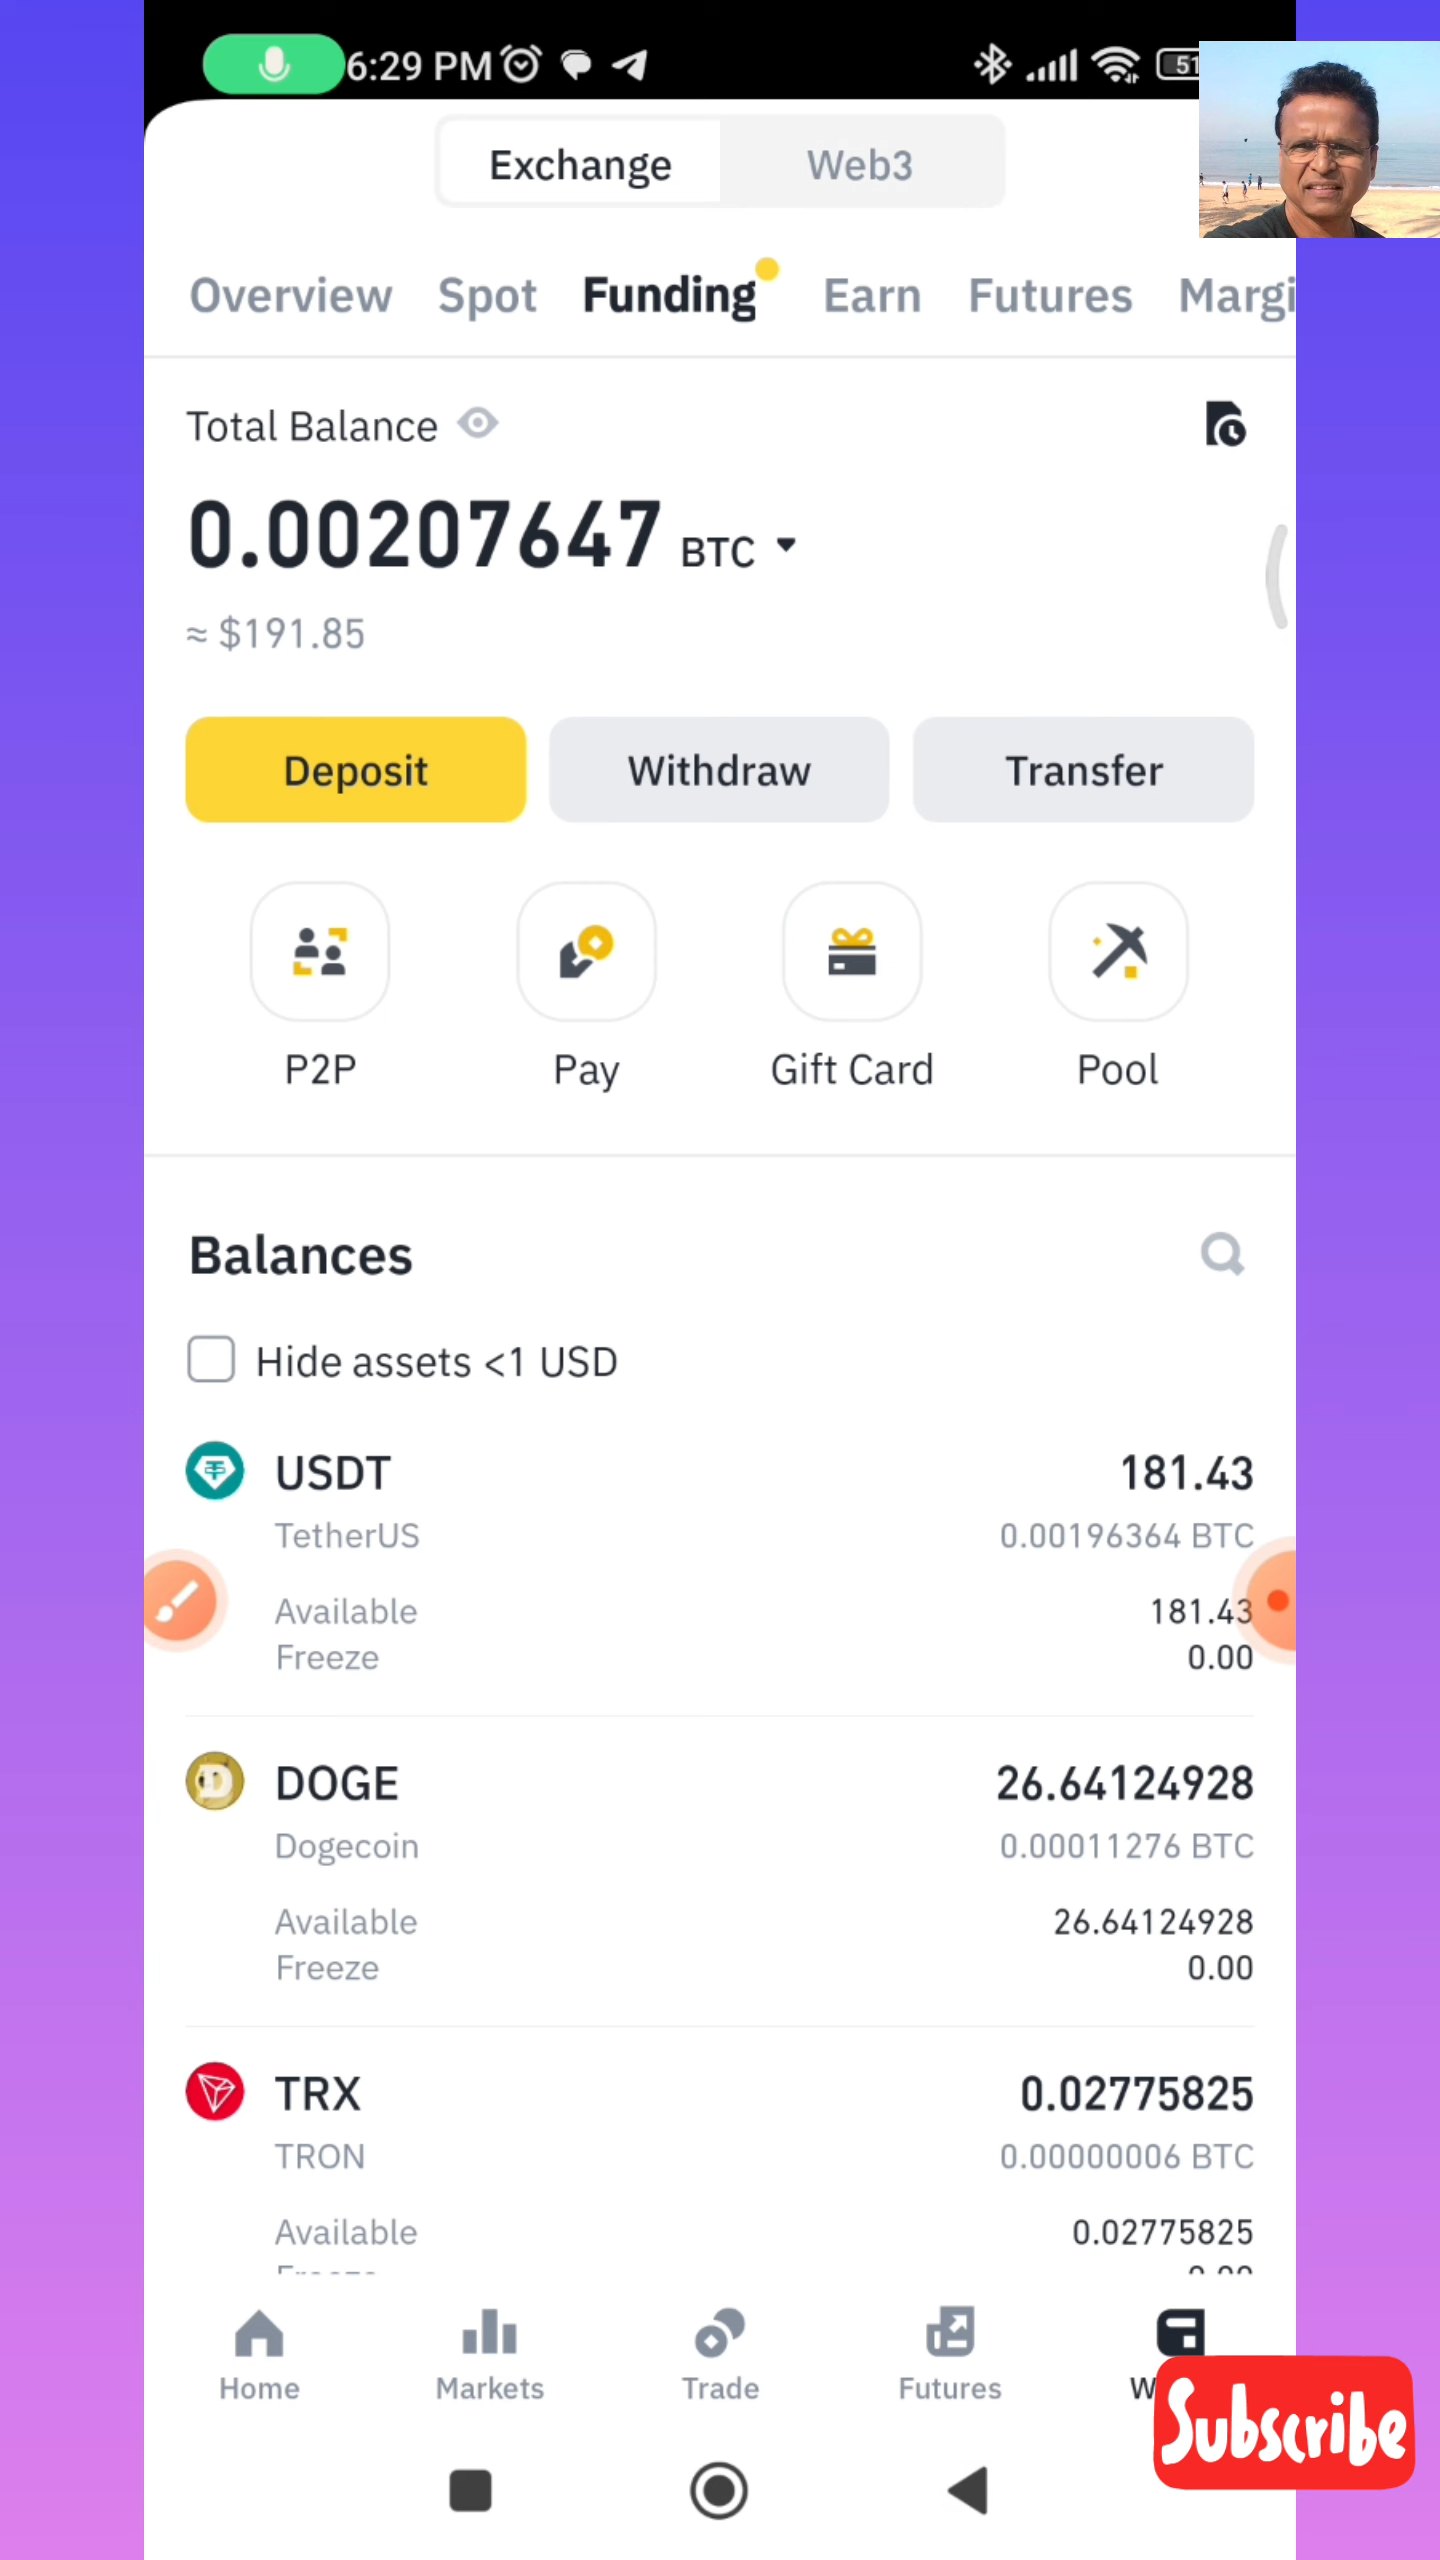 6:29 PM
51
Exchange
Web3
Overview Spot Funding Earn Futures Margi
Total Balance
0.00207647 BTC
≈ $191.85
Deposit
Withdraw
Transfer
P2P
Pay
Gift Card
Pool
Balances
Hide assets <1 USD
USDT 181.43
TetherUS 0.00196364 BTC
Available 181.43
Freeze 0.00
DOGE 26.64124928
Dogecoin 0.00011276 BTC
Available 26.64124928
Freeze 0.00
TRX 0.02775825
TRON 0.00000006 BTC
Available 0.02775825
Home
Markets
Trade
Futures
W
Subscribe